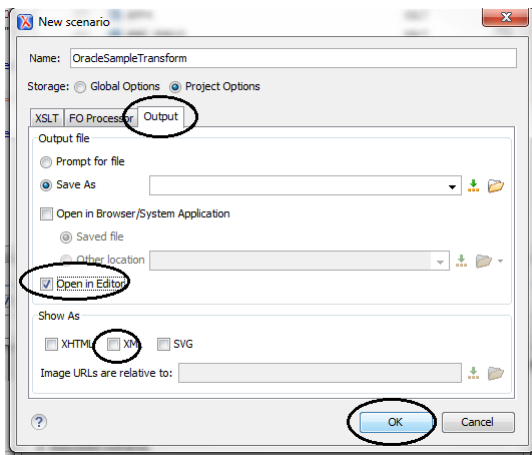 New scenario
Name: OracleSampleTransform
Storage: Global Options Project Options
XSLT FO Processor Output
Output file
Prompt for file
Save As
Open in Browser/System Application
Saved file
Other location
Open in Editor
Show As
XHTML XML SVG
Image URLs are relative to:
? OK Cancel